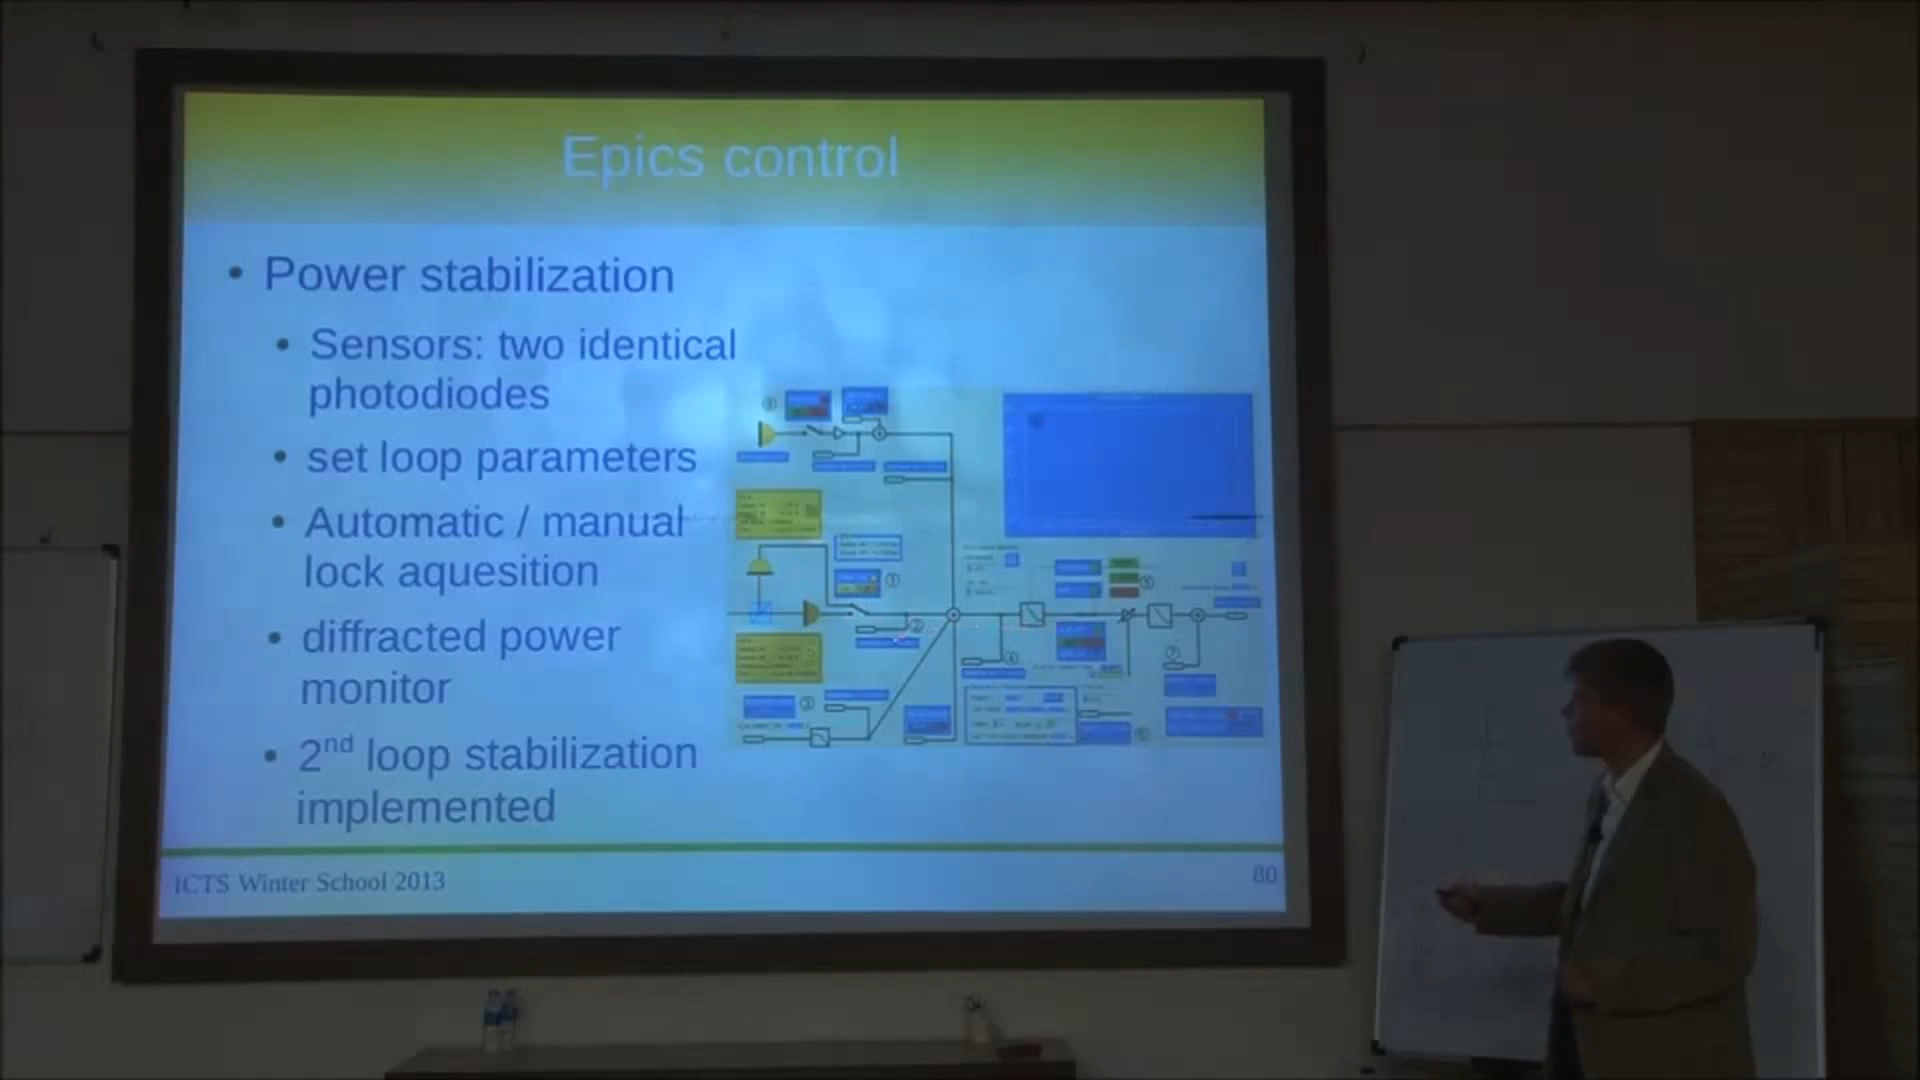 Epics control
• Power stabilization
• Sensors: two identical
photodiodes
• set loop parameters
• Automatic / manual
lock aquesition
• diffracted power
monitor
• 2nd loop stabilization
implemented
ICTS Winter School 2013
80